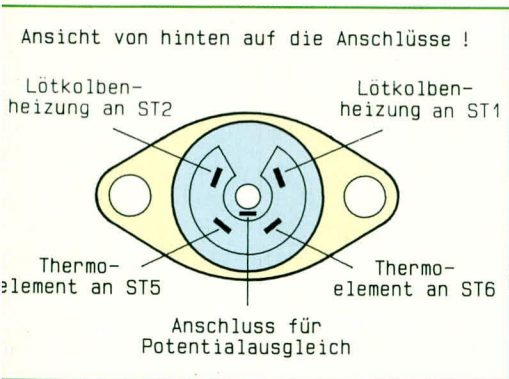 Ansicht von hinten auf die Anschlüsse !
Lötkolben-
heizung an ST2
Lötkolben-
heizung an ST1
Thermo-
element an ST5
Thermo-
element an ST6
Anschluss für
Potentialausgleich